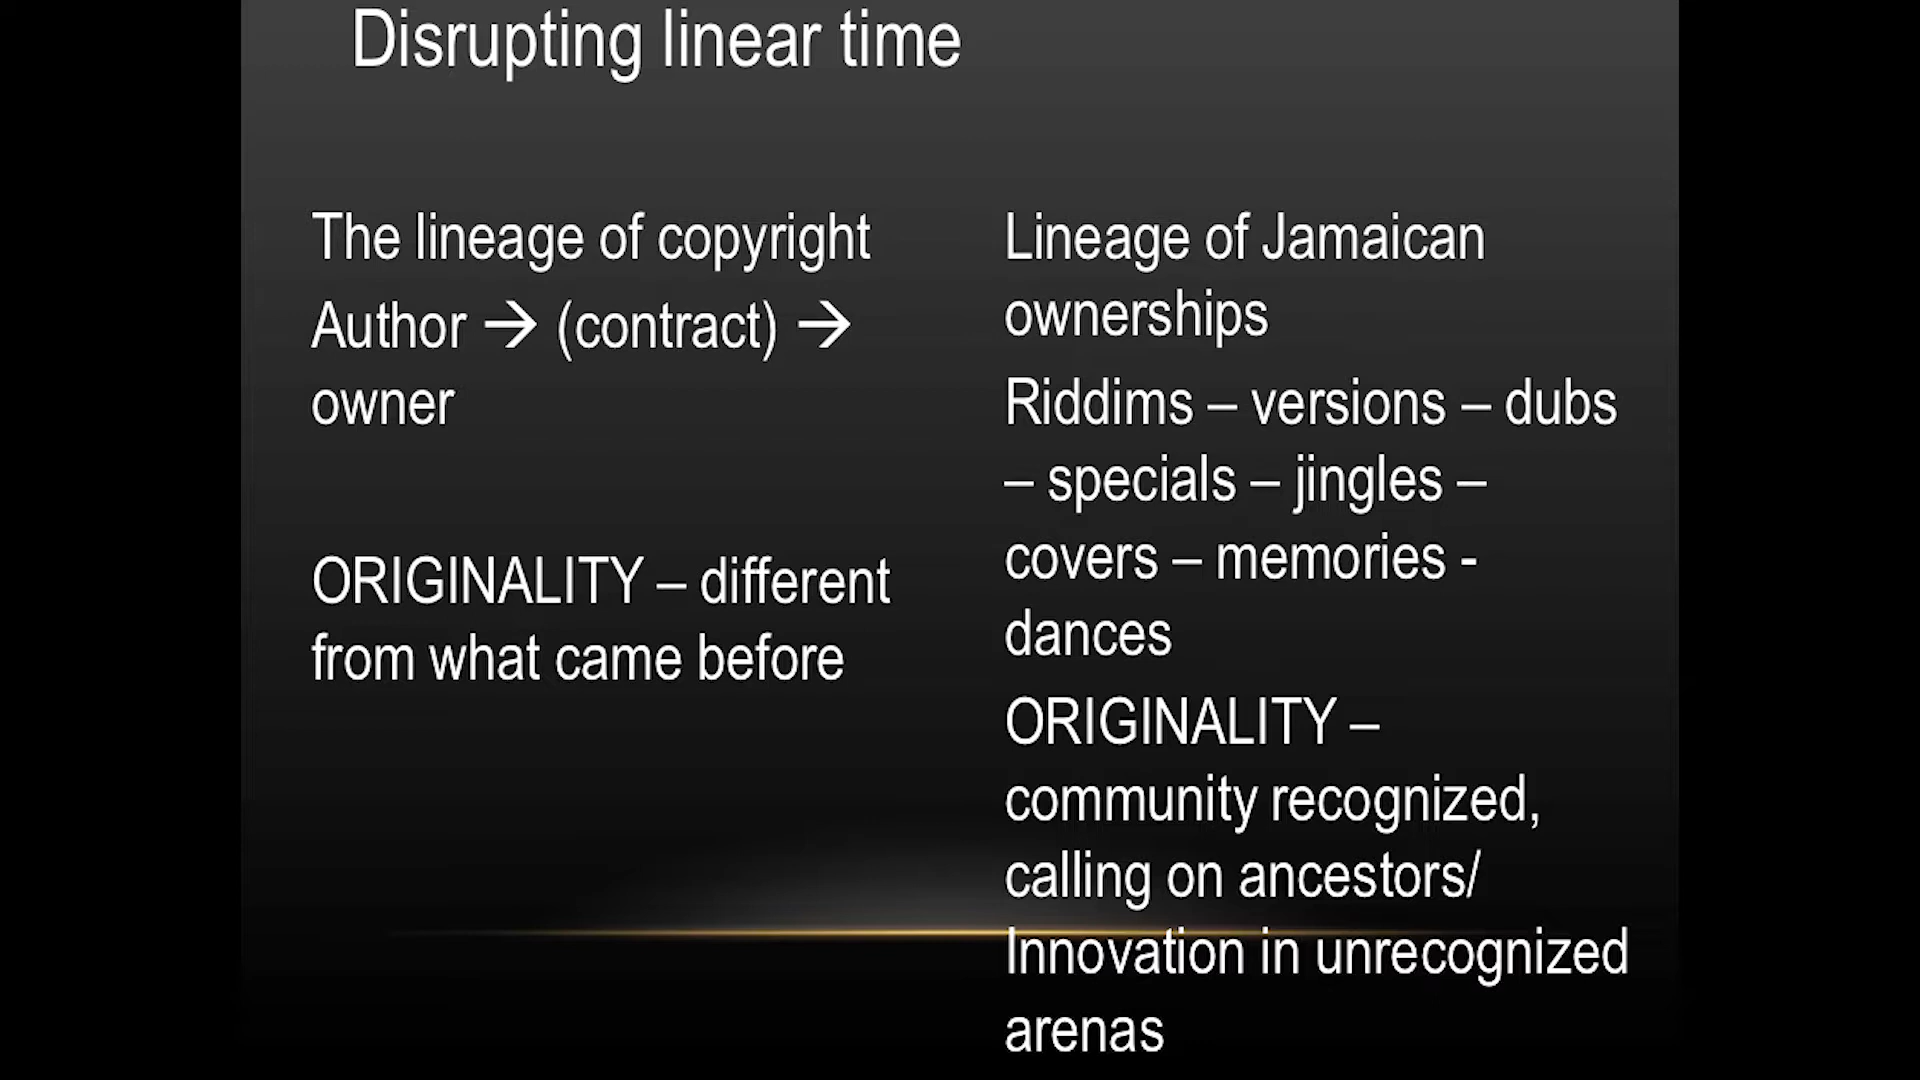 Disrupting linear time
The lineage of copyright
Author → (contract) →
owner
ORIGINALITY – different
from what came before
Lineage of Jamaican
ownerships
Riddims – versions – dubs
– specials – jingles –
covers – memories -
dances
ORIGINALITY –
community recognized,
calling on ancestors/
Innovation in unrecognized
arenas